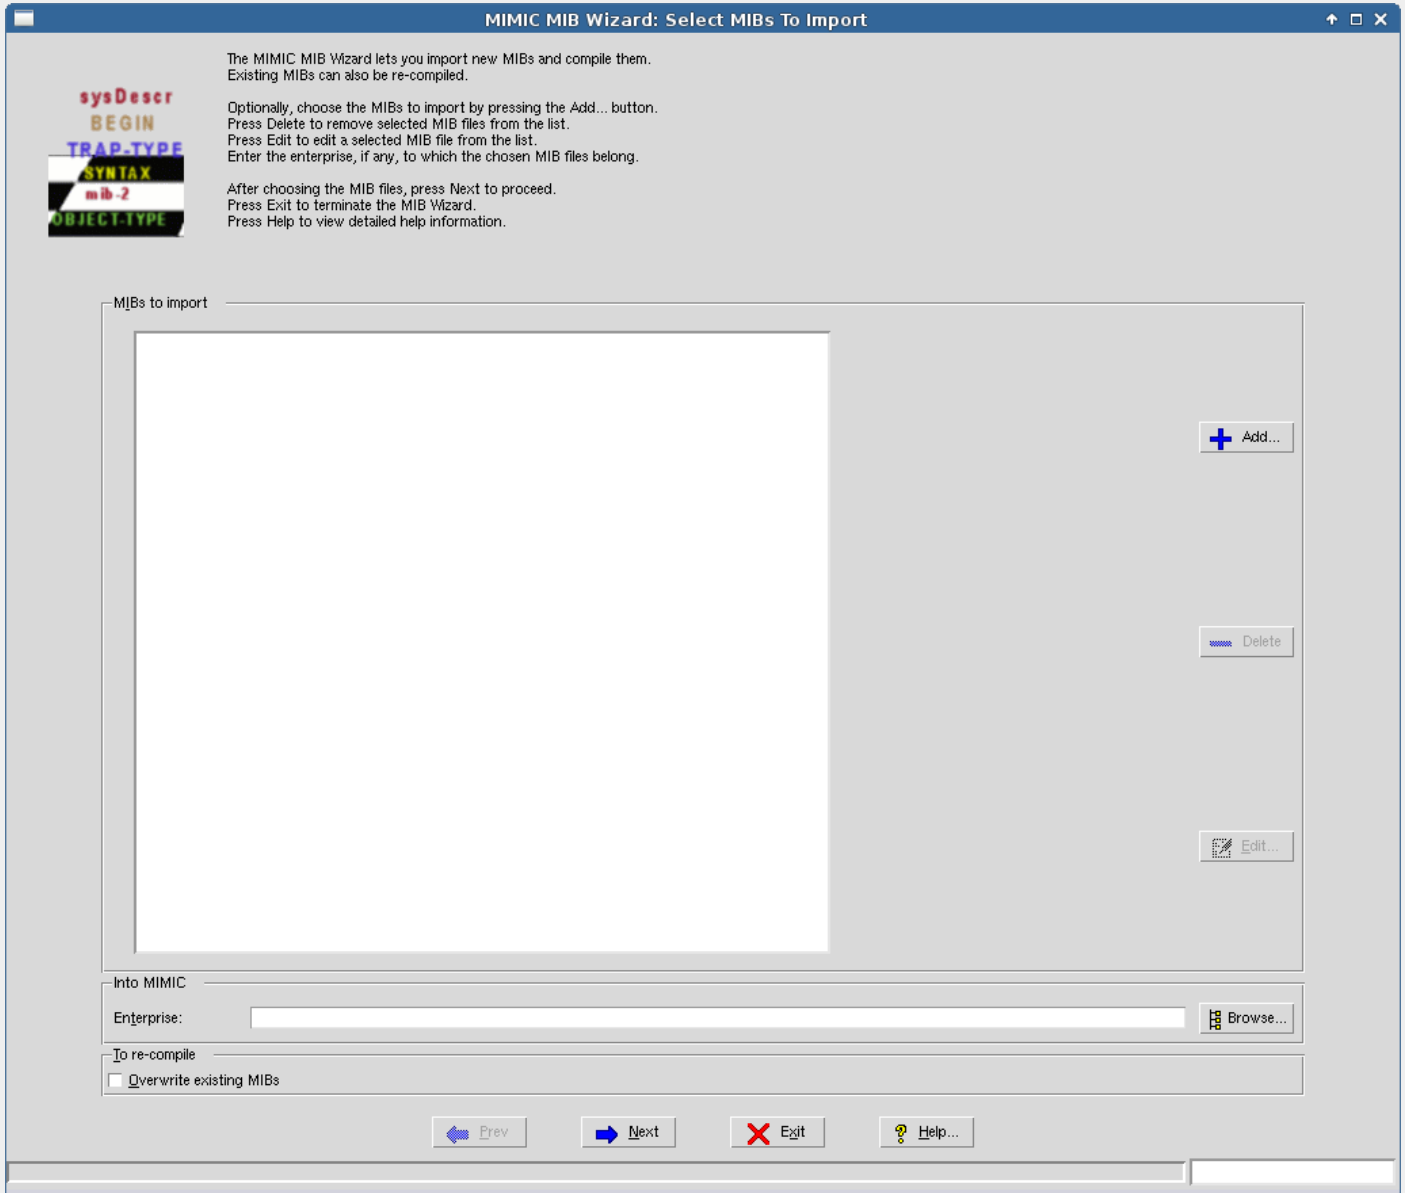 MIMIC MIB Wizard: Select MIBs To Import
The MIMIC MIB Wizard lets you import new MIBs and compile them.
Existing MIBs can also be re-compiled.
Optionally, choose the MIBs to import by pressing the Add... button.
Press Delete to remove selected MIB files from the list.
Press Edit to edit a selected MIB file from the list.
Enter the enterprise, if any, to which the chosen MIB files belong.
After choosing the MIB files, press Next to proceed.
Press Exit to terminate the MIB Wizard.
Press Help to view detailed help information.
sysDescr
BEGIN
TRAP-TYPE
SYNTAX
mib-2
OBJECT-TYPE
MIBs to import
Add...
Delete
Edit...
Into MIMIC
Enterprise:
Browse...
To re-compile
Overwrite existing MIBs
Prev
Next
Exit
Help...